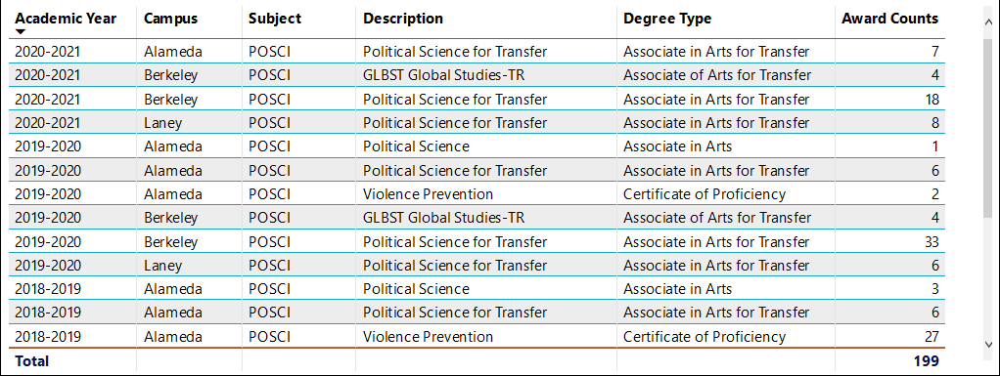 Academic Year Campus Subject Description Degree Type Award Counts
2020-2021 Alameda POSCI Political Science for Transfer Associate in Arts for Transfer 7
2020-2021 Berkeley POSCI GLBST Global Studies-TR Associate of Arts for Transfer 4
2020-2021 Berkeley POSCI Political Science for Transfer Associate in Arts for Transfer 18
2020-2021 Laney POSCI Political Science for Transfer Associate in Arts for Transfer 8
2019-2020 Alameda POSCI Political Science Associate in Arts 1
2019-2020 Alameda POSCI Political Science for Transfer Associate in Arts for Transfer 6
2019-2020 Alameda POSCI Violence Prevention Certificate of Proficiency 2
2019-2020 Berkeley POSCI GLBST Global Studies-TR Associate of Arts for Transfer 4
2019-2020 Berkeley POSCI Political Science for Transfer Associate in Arts for Transfer 33
2019-2020 Laney POSCI Political Science for Transfer Associate in Arts for Transfer 6
2018-2019 Alameda POSCI Political Science Associate in Arts 3
2018-2019 Alameda POSCI Political Science for Transfer Associate in Arts for Transfer 6
2018-2019 Alameda POSCI Violence Prevention Certificate of Proficiency 27
Total 199